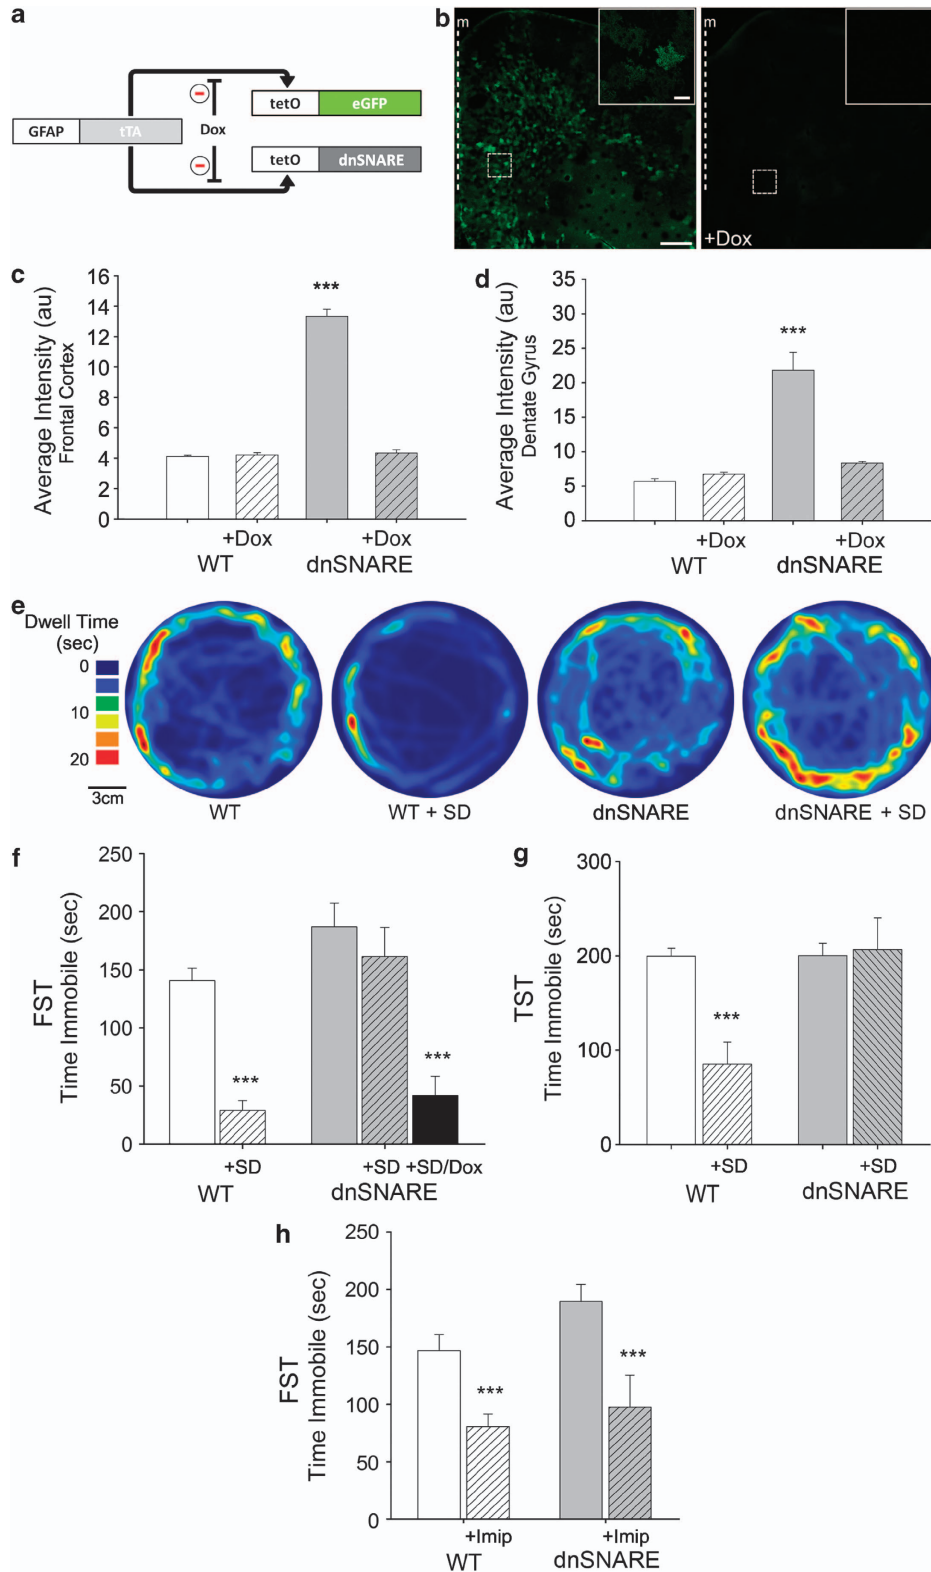 a
GFAP
tTA
Dox
tetO
eGFP
tetO
dnSNARE
b
m
m
+Dox
c
Average Intensity (au)
Frontal Cortex
16
14
12
10
8
6
4
2
0
***
+Dox
+Dox
WT
dnSNARE
d
Average Intensity (au)
Dentate Gyrus
35
30
25
20
15
10
5
0
***
+Dox
+Dox
WT
dnSNARE
e
Dwell Time
(sec)
0
10
20
3cm
WT
WT + SD
dnSNARE
dnSNARE + SD
f
FST
Time Immobile (sec)
250
200
150
100
50
0
***
***
+SD
+SD +SD/Dox
WT
dnSNARE
g
TST
Time Immobile (sec)
300
200
100
0
***
+SD
+SD
WT
dnSNARE
h
FST
Time Immobile (sec)
250
200
150
100
50
0
***
***
+Imip
+Imip
WT
dnSNARE